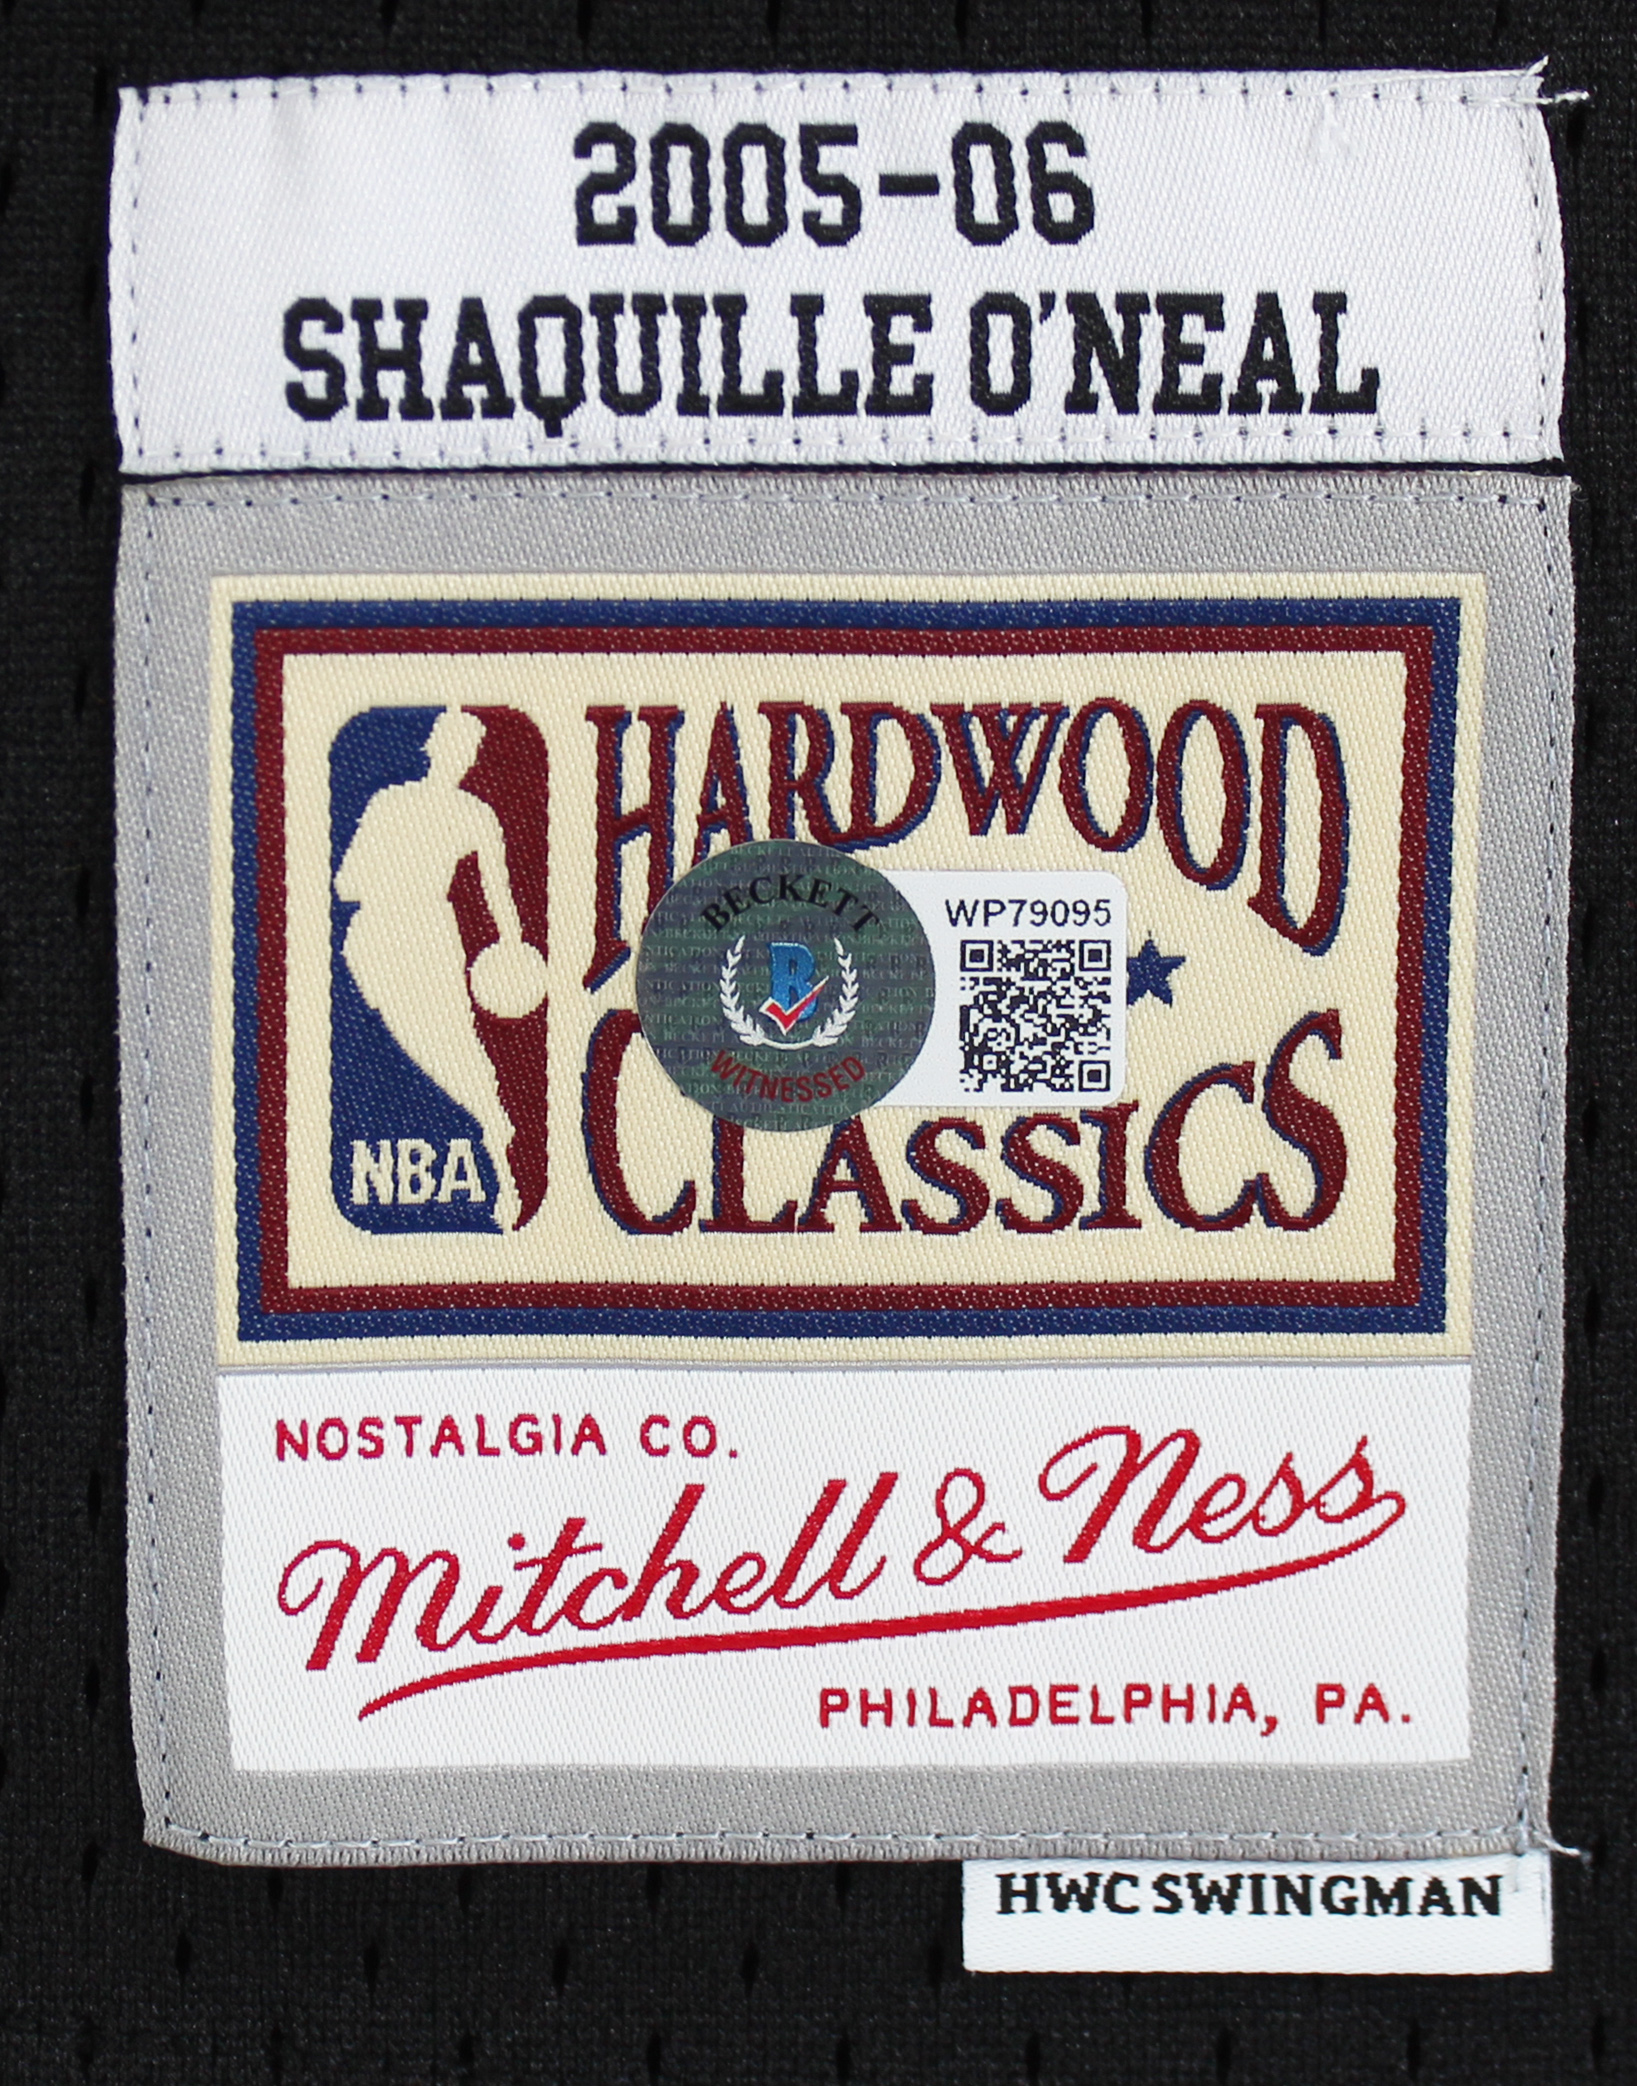 2005-06
SHAQUILLE O'NEAL
HARDWOOD
CLASSICS
NBA
BECKETT
B
WITNESSED
WP79095
NOSTALGIA CO.
Mitchell & Ness
PHILADELPHIA, PA.
HWC SWINGMAN